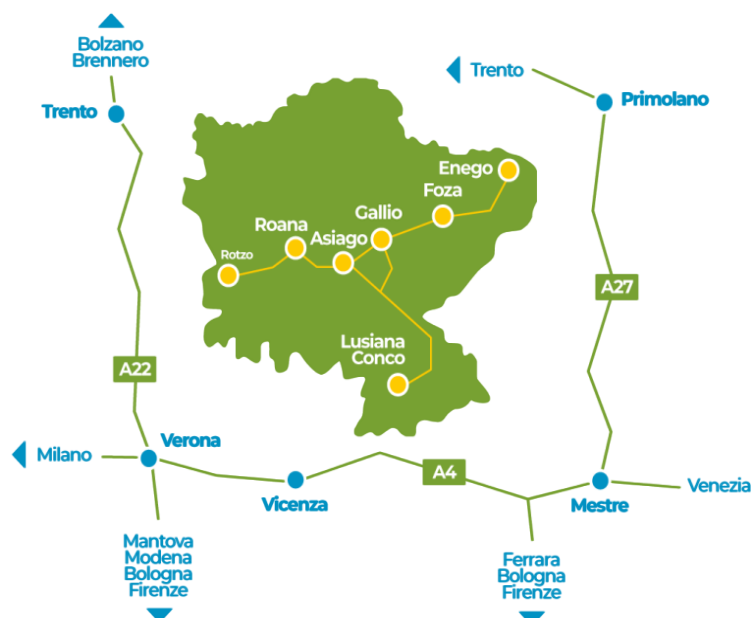 Bolzano
Brennero
Trento
Trento
Primolano
Enego
Foza
Gallio
Roana
Asiago
Rotzo
A27
Lusiana
Conco
A22
Verona
Milano
A4
Vicenza
Mestre
Venezia
Mantova
Modena
Bologna
Firenze
Ferrara
Bologna
Firenze